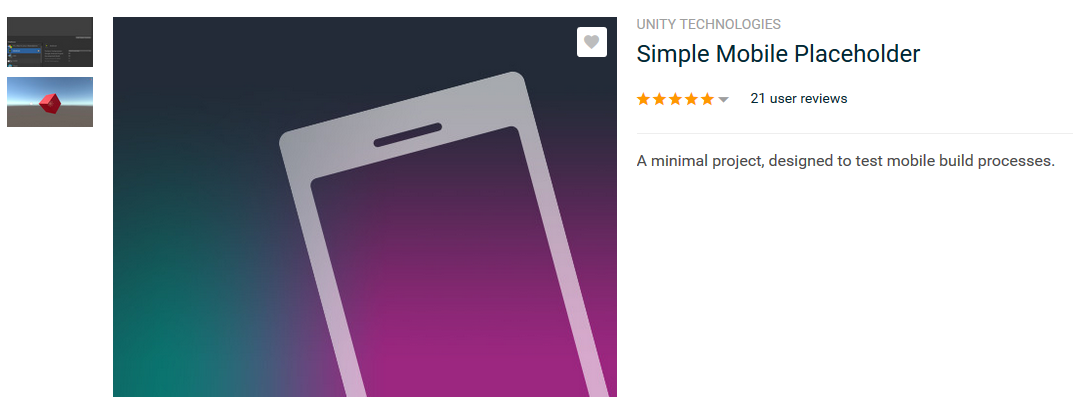 UNITY TECHNOLOGIES
Simple Mobile Placeholder
21 user reviews
A minimal project, designed to test mobile build processes.